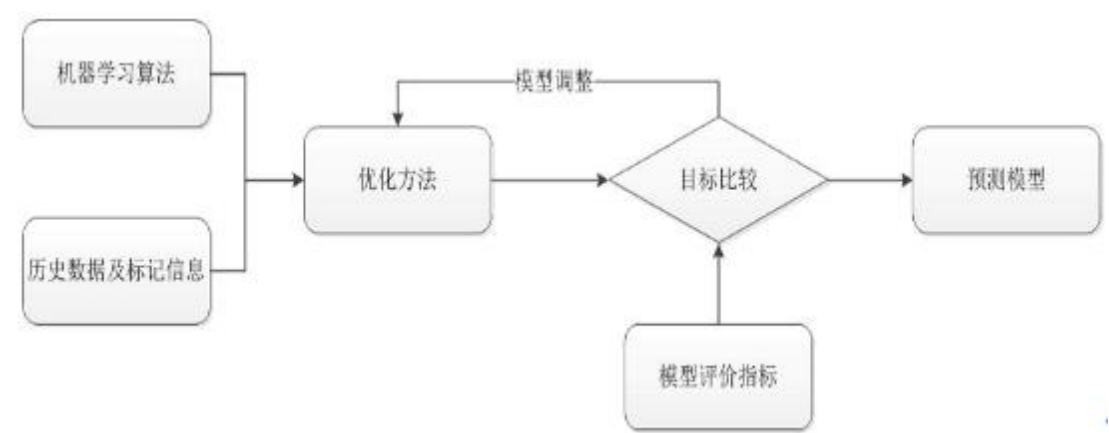 机器学习算法
模型调整
优化方法
目标比较
预测模型
历史数据及标记信息
模型评价指标